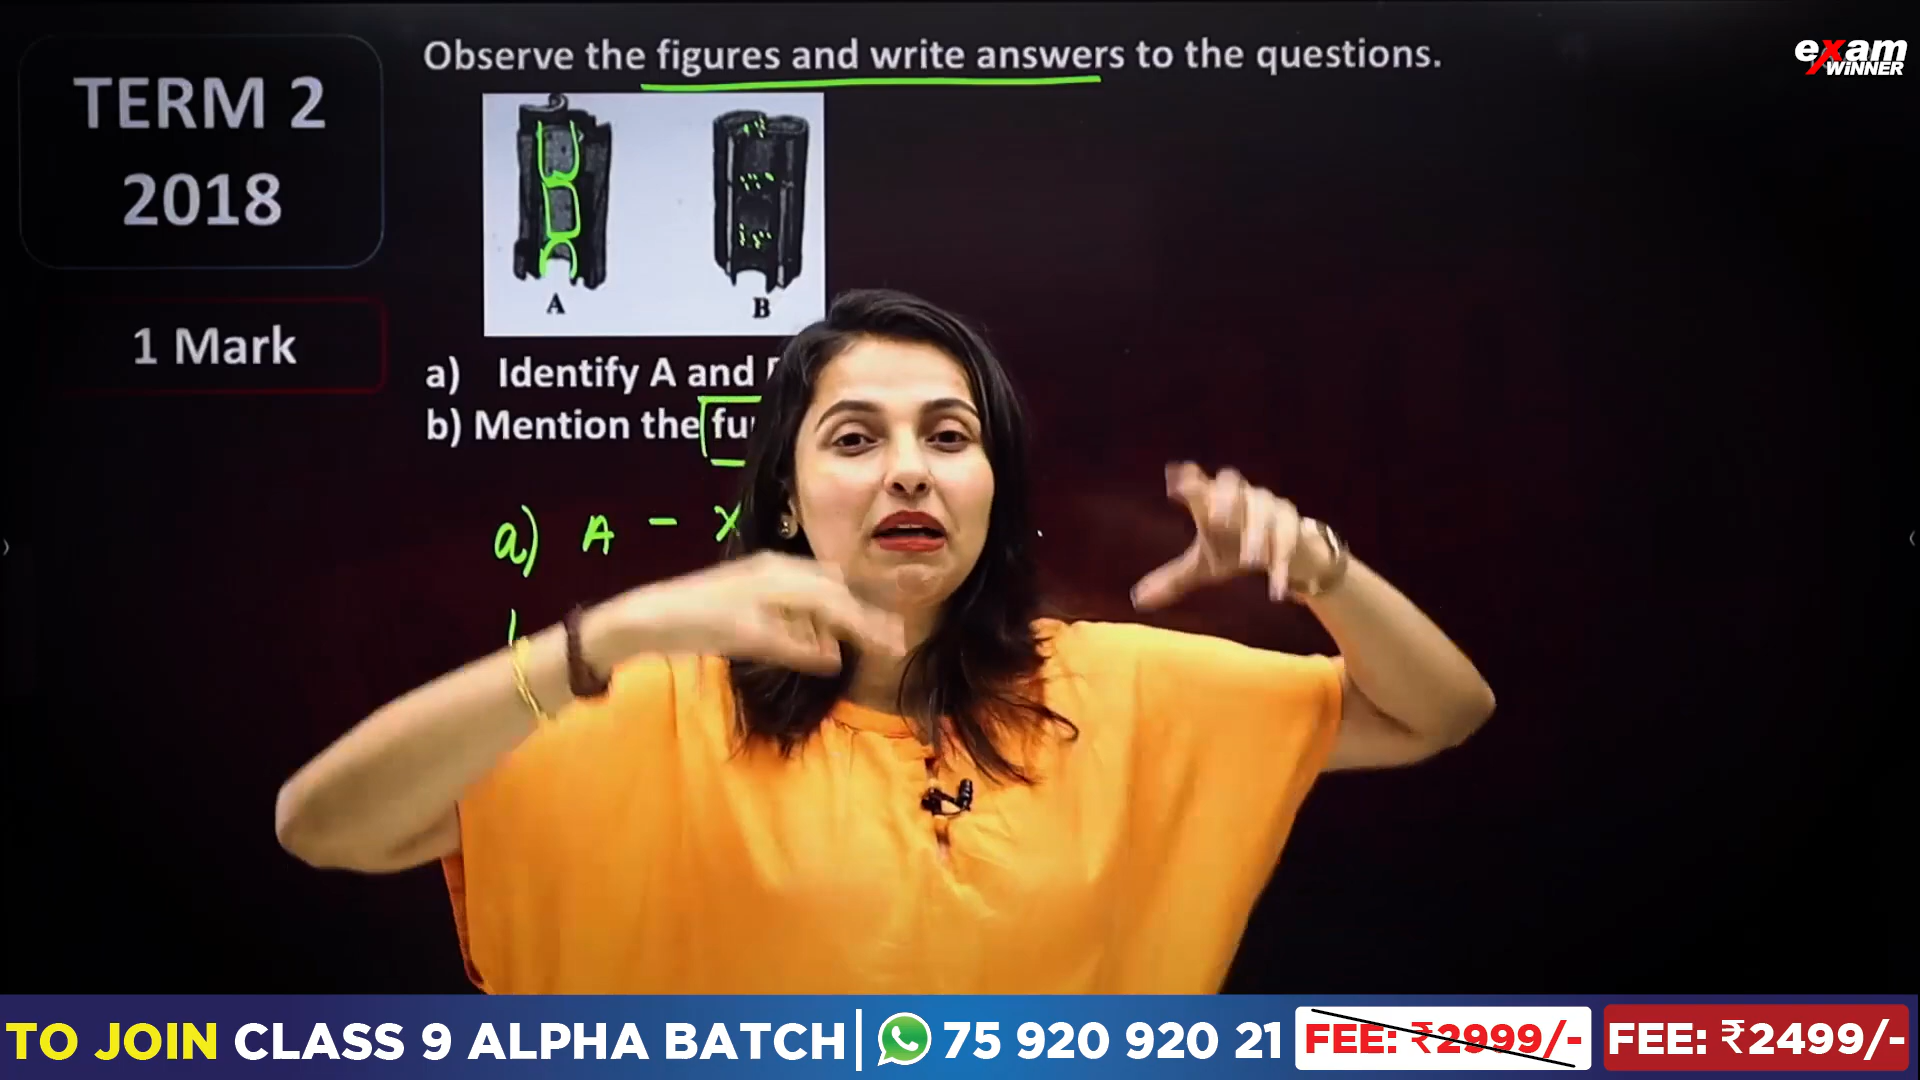 TERM 2
2018
1 Mark
Observe the figures and write answers to the questions.
A
B
a) Identify A and
b) Mention the
a) A -
exam
WiNNER
TO JOIN CLASS 9 ALPHA BATCH
75 920 920 21
FEE: ₹2999/-
FEE: ₹2499/-